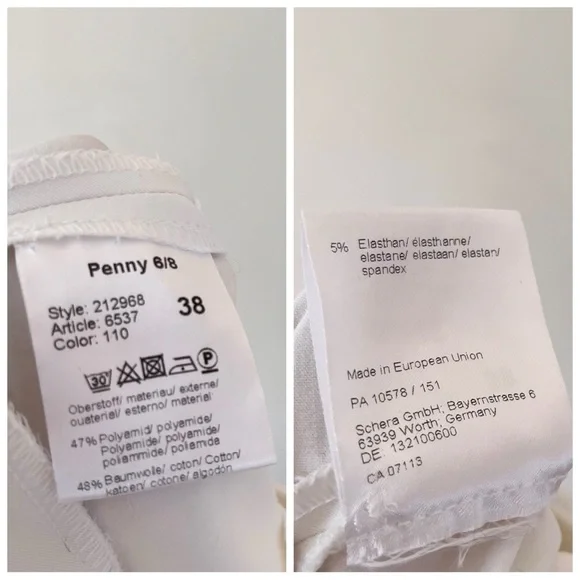 Penny 6/8
Style: 212968
Article: 6537
Color: 110
38
30°
P
Oberstoff/ materiau/ externe/
ouaterial/ esterno/ material
47% Polyamid/ polyamide/
Polyamide/ polyamide/
poliammide/ poliamida
48% Baumwolle/ coton/ Cotton/
katoen/ cotone/ algodón
5% Elasthan/ élasthanne/
elastane/ elastaan/ elastan/
spandex
Made in European Union
PA 10578 / 151
Schera GmbH; Bayernstrasse 6
63939 Wörth; Germany
DE 132100600
CA 07113